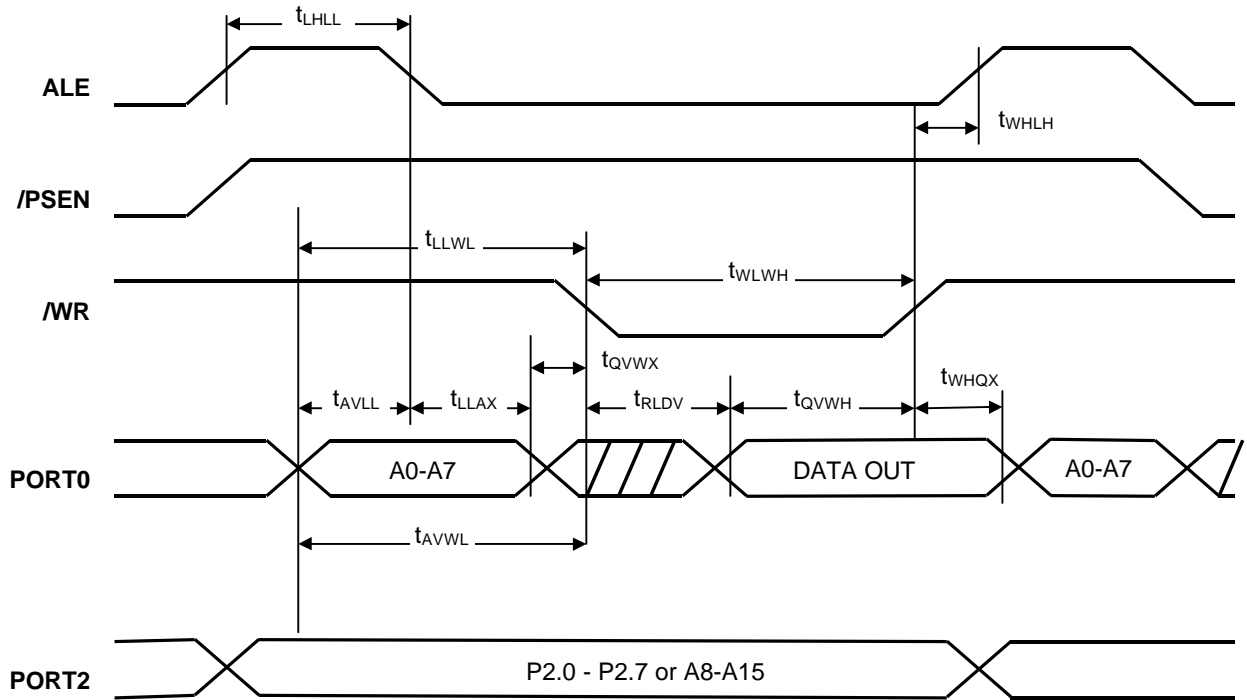 tLHLL
ALE
tWHLH
/PSEN
tLLWL
tWLWH
/WR
tQVWX
tWHQX
tAVLL
tLLAX
tRLDV
tQVWH
PORT0
A0-A7
DATA OUT
A0-A7
tAVWL
PORT2
P2.0 - P2.7 or A8-A15